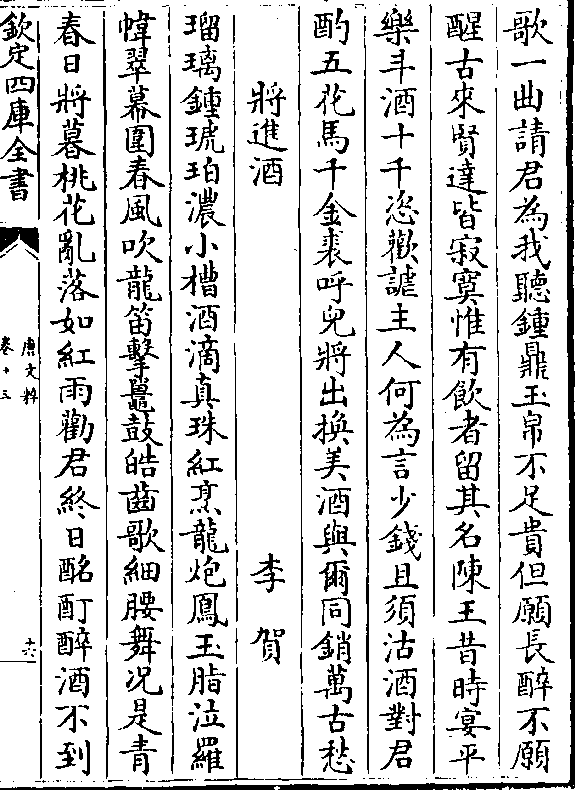 歌一曲請君為我聽鍾鼎玉帛不足貴但願長醉不願
醒古來賢達皆寂寞惟有飲者留其名陳王昔時宴平
樂斗酒十千恣歡謔主人何為言少錢且須沽酒對君
酌五花馬千金裘呼兒將出換美酒與爾同銷萬古愁
將進酒　李賀
瑠璃鍾琥珀濃小槽酒滴真珠紅烹龍炮鳳玉脂泣羅
幃翠幕圍春風吹龍笛擊鼉鼓皓齒歌細腰舞况是青
春日將暮桃花亂落如紅雨勸君終日酩酊醉酒不到
欽定四庫全書
唐文粹
卷十三
十六